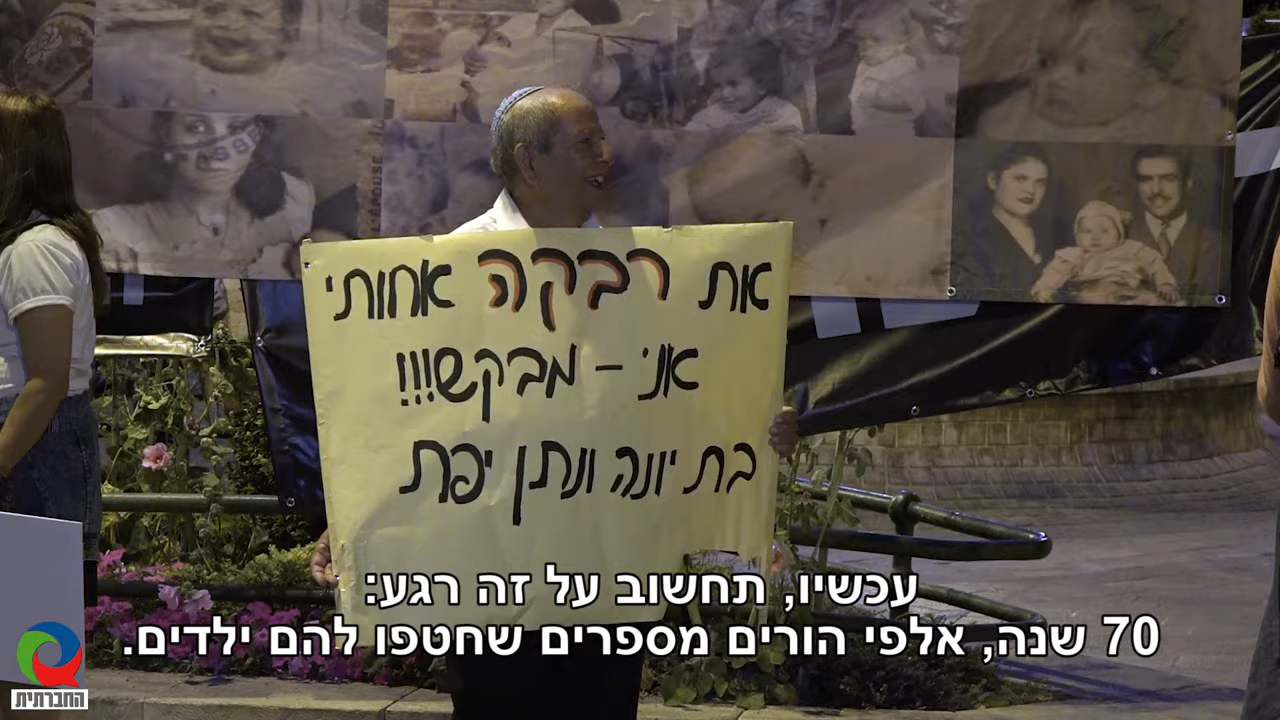 את רבקה אחותי
אני - מבקש!!!
בת יונה ונתן יפת
עכשיו, תחשוב על זה רגע:
70 שנה, אלפי הורים מספרים שחטפו להם ילדים.
החברתית